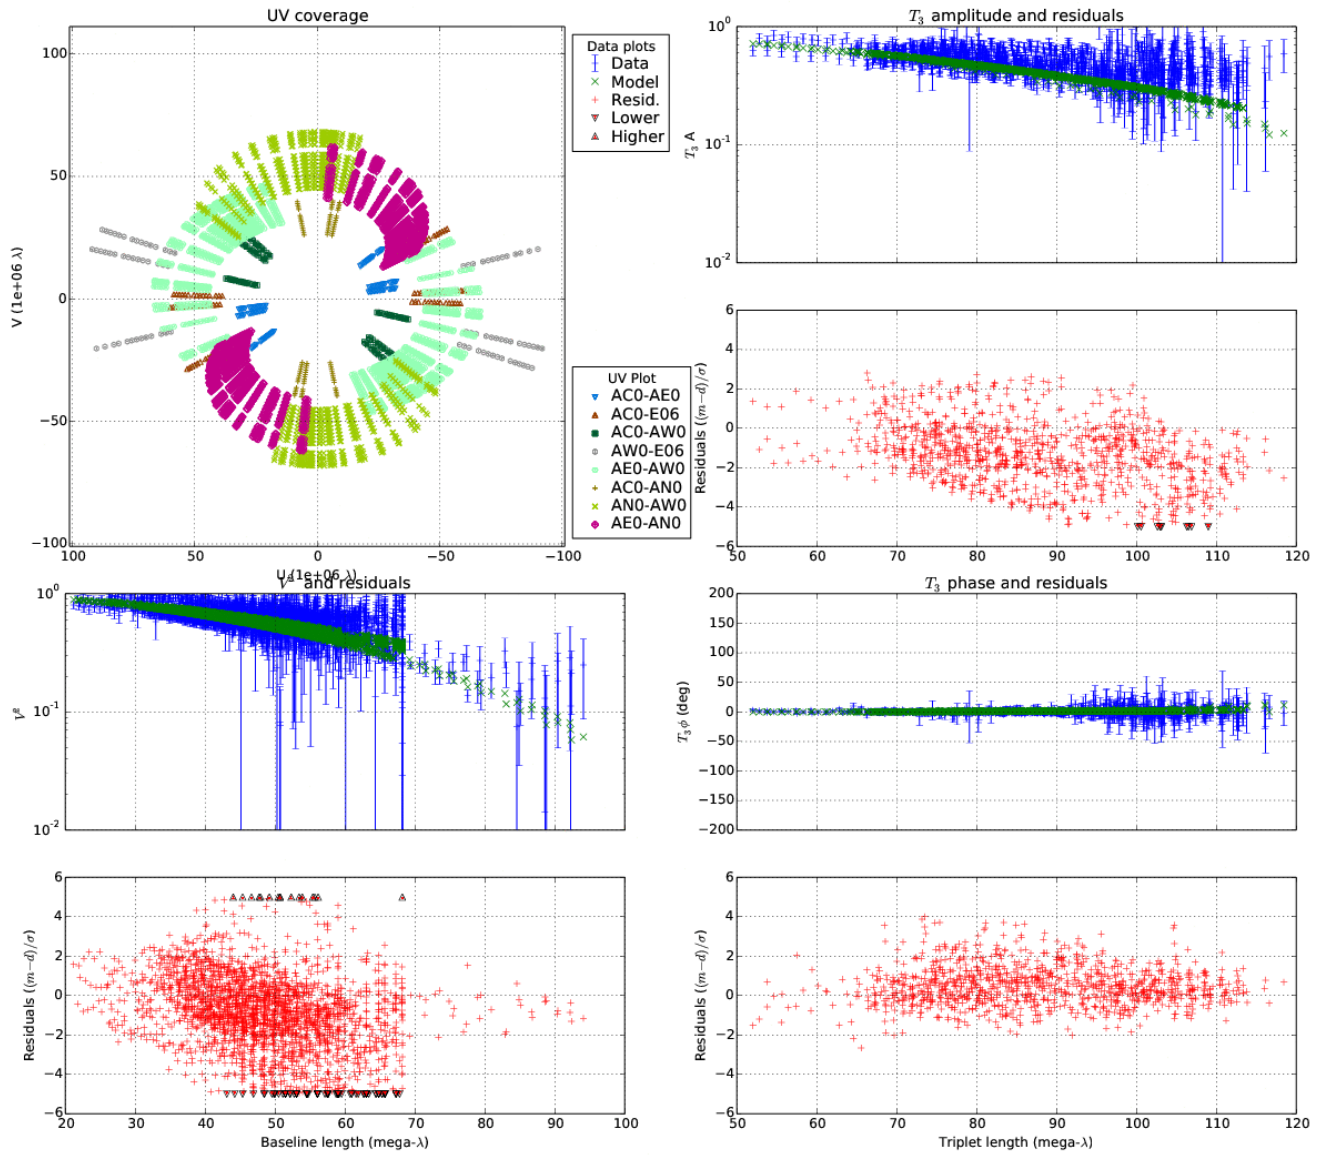 UV coverage
V (1e+06 λ)
100
50
0
−50
−100
100
50
0
−50
−100
U (1e+06 λ)
Data plots
Data
Model
Resid.
Lower
Higher
UV Plot
AC0-AE0
AC0-E06
AC0-AW0
AW0-E06
AE0-AW0
AC0-AN0
AN0-AW0
AE0-AN0
T₃ amplitude and residuals
T₃ A
10⁰
10⁻¹
10⁻²
Residuals ((m−d)/σ)
6
4
2
0
−2
−4
−6
50
60
70
80
90
100
110
120
V² and residuals
V²
10⁰
10⁻¹
10⁻²
Residuals ((m−d)/σ)
6
4
2
0
−2
−4
−6
20
30
40
50
60
70
80
90
100
Baseline length (mega-λ)
T₃ phase and residuals
T₃ϕ (deg)
200
150
100
50
0
−50
−100
−150
−200
Residuals ((m−d)/σ)
6
4
2
0
−2
−4
−6
50
60
70
80
90
100
110
120
Triplet length (mega-λ)